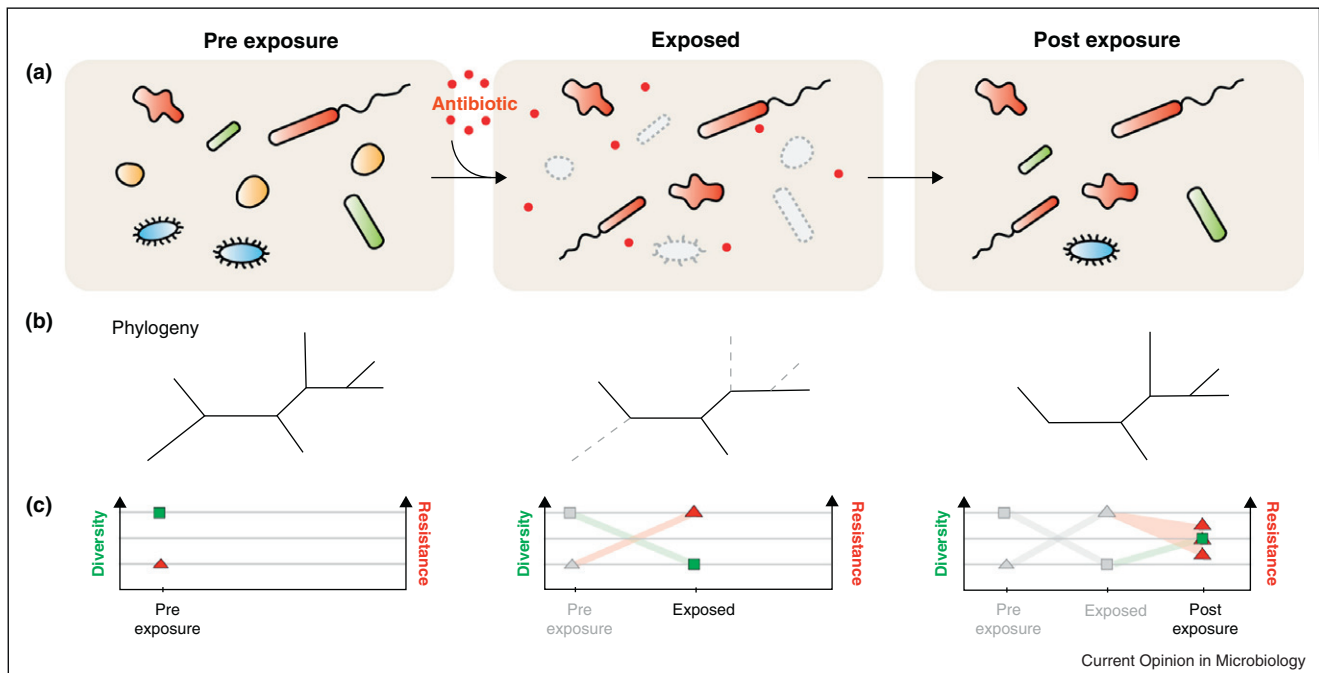 Pre exposure
Exposed
Post exposure
(a)
Antibiotic
(b)
Phylogeny
(c)
Diversity
Resistance
Pre
exposure
Diversity
Resistance
Pre
exposure
Exposed
Diversity
Resistance
Pre
exposure
Exposed
Post
exposure
Current Opinion in Microbiology